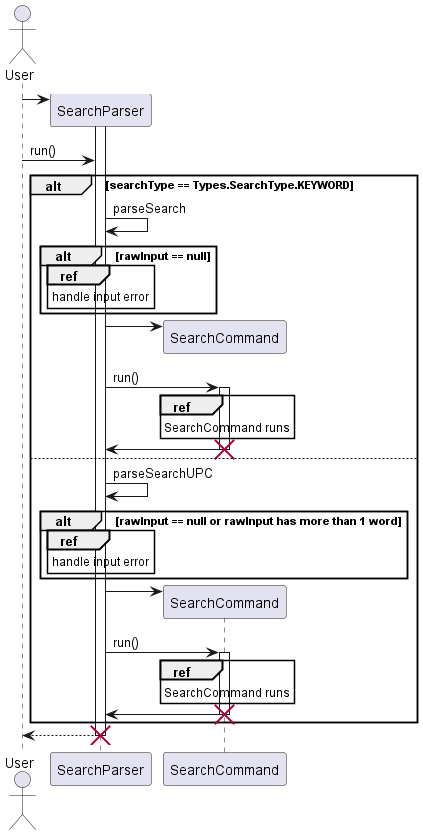 User
SearchParser
run()
alt [searchType == Types.SearchType.KEYWORD]
parseSearch
alt [rawInput == null]
ref
handle input error
SearchCommand
run()
ref
SearchCommand runs
parseSearchUPC
alt [rawInput == null or rawInput has more than 1 word]
ref
handle input error
SearchCommand
run()
ref
SearchCommand runs
User SearchParser SearchCommand